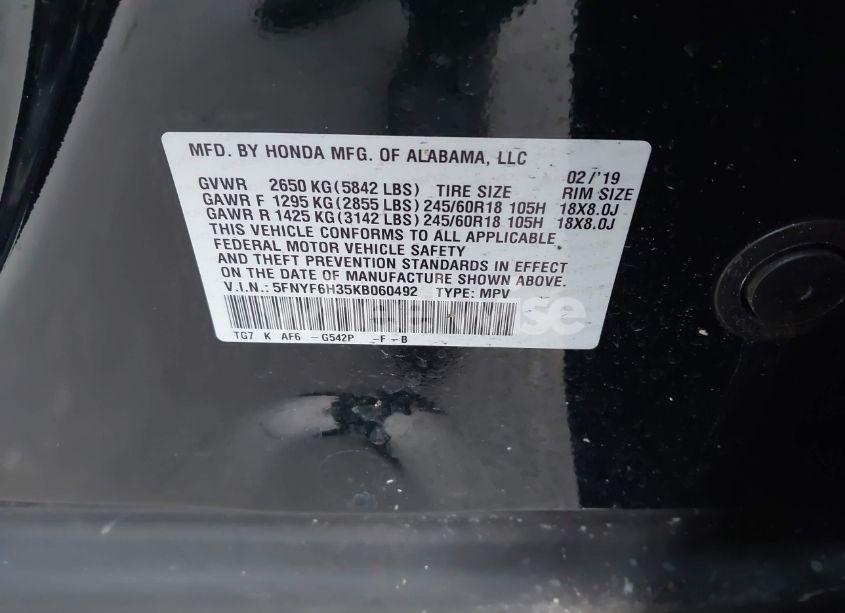 MFD. BY HONDA MFG. OF ALABAMA, LLC 02/'19
GVWR 2650 KG(5842 LBS) TIRE SIZE RIM SIZE
GAWR F 1295 KG(2855 LBS)245/60R18 105H 18X8.0J
GAWR R 1425 KG(3142 LBS)245/60R18 105H 18X8.0J
THIS VEHICLE CONFORMS TO ALL APPLICABLE
FEDERAL MOTOR VEHICLE SAFETY
AND THEFT PREVENTION STANDARDS IN EFFECT
ON THE DATE OF MANUFACTURE SHOWN ABOVE.
V.I.N.: 5FNYF6H35KB060492 TYPE: MPV
TG7 K AF6 -G542P -F-B